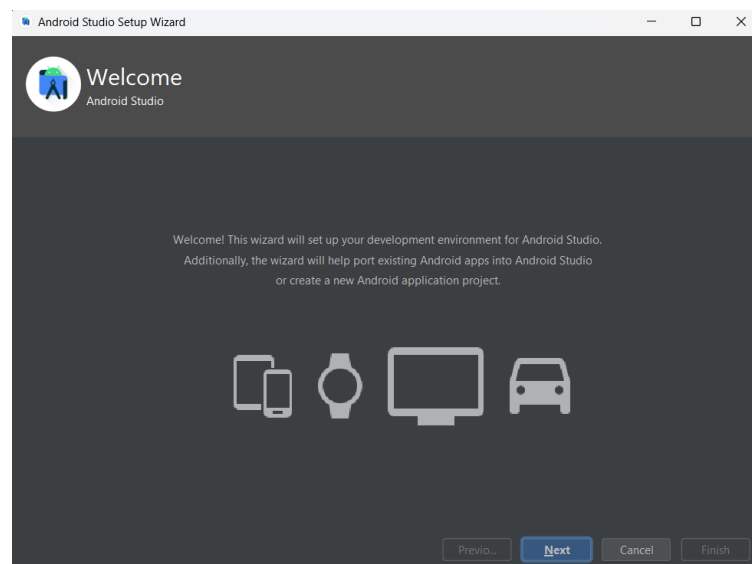 Android Studio Setup Wizard
Welcome
Android Studio
Welcome! This wizard will set up your development environment for Android Studio.
Additionally, the wizard will help port existing Android apps into Android Studio
or create a new Android application project.
Previo... Next Cancel Finish